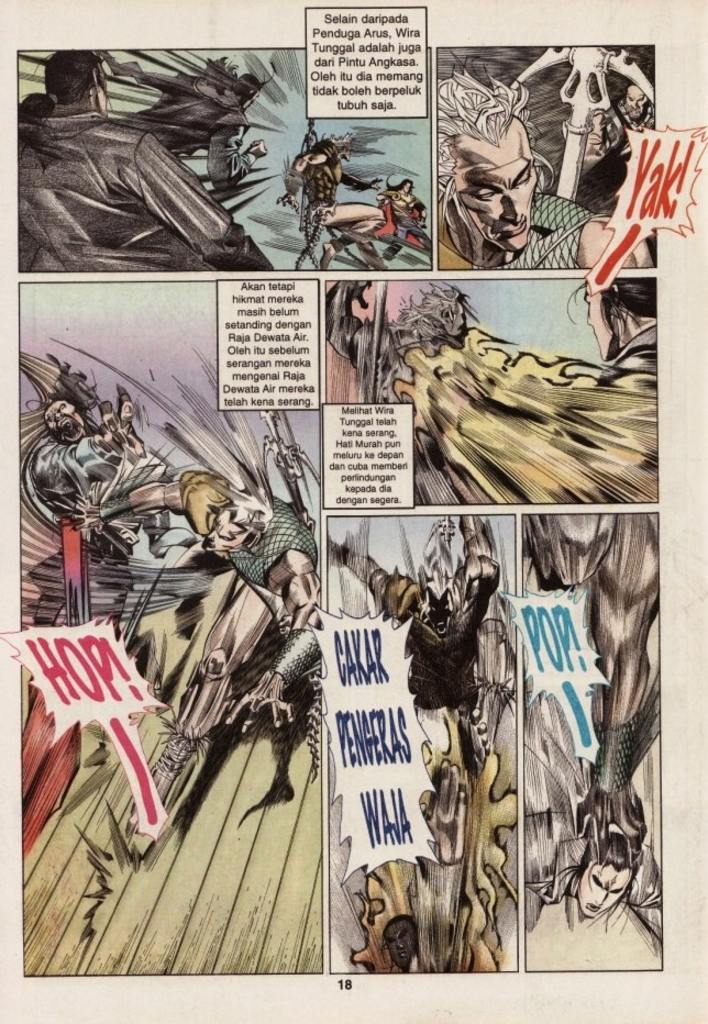 Selain daripada
Penduga Arus, Wira
Tunggal adalah juga
dari Pintu Angkasa.
Oleh itu dia memang
tidak boleh berpeluk
tubuh saja.
Yak!
Akan tetapi
hikmat mereka
masih belum
setanding dengan
Raja Dewata Air.
Oleh itu sebelum
serangan mereka
mengenai Raja
Dewata Air mereka
telah kena serang.
Melihat Wira
Tunggal telah
kena serang,
Hati Murah pun
meluru ke depan
dan cuba memberi
perlindungan
kepada dia
dengan segera.
HOP!
CAKAR
PENGERAS
WAJA
POP!
18